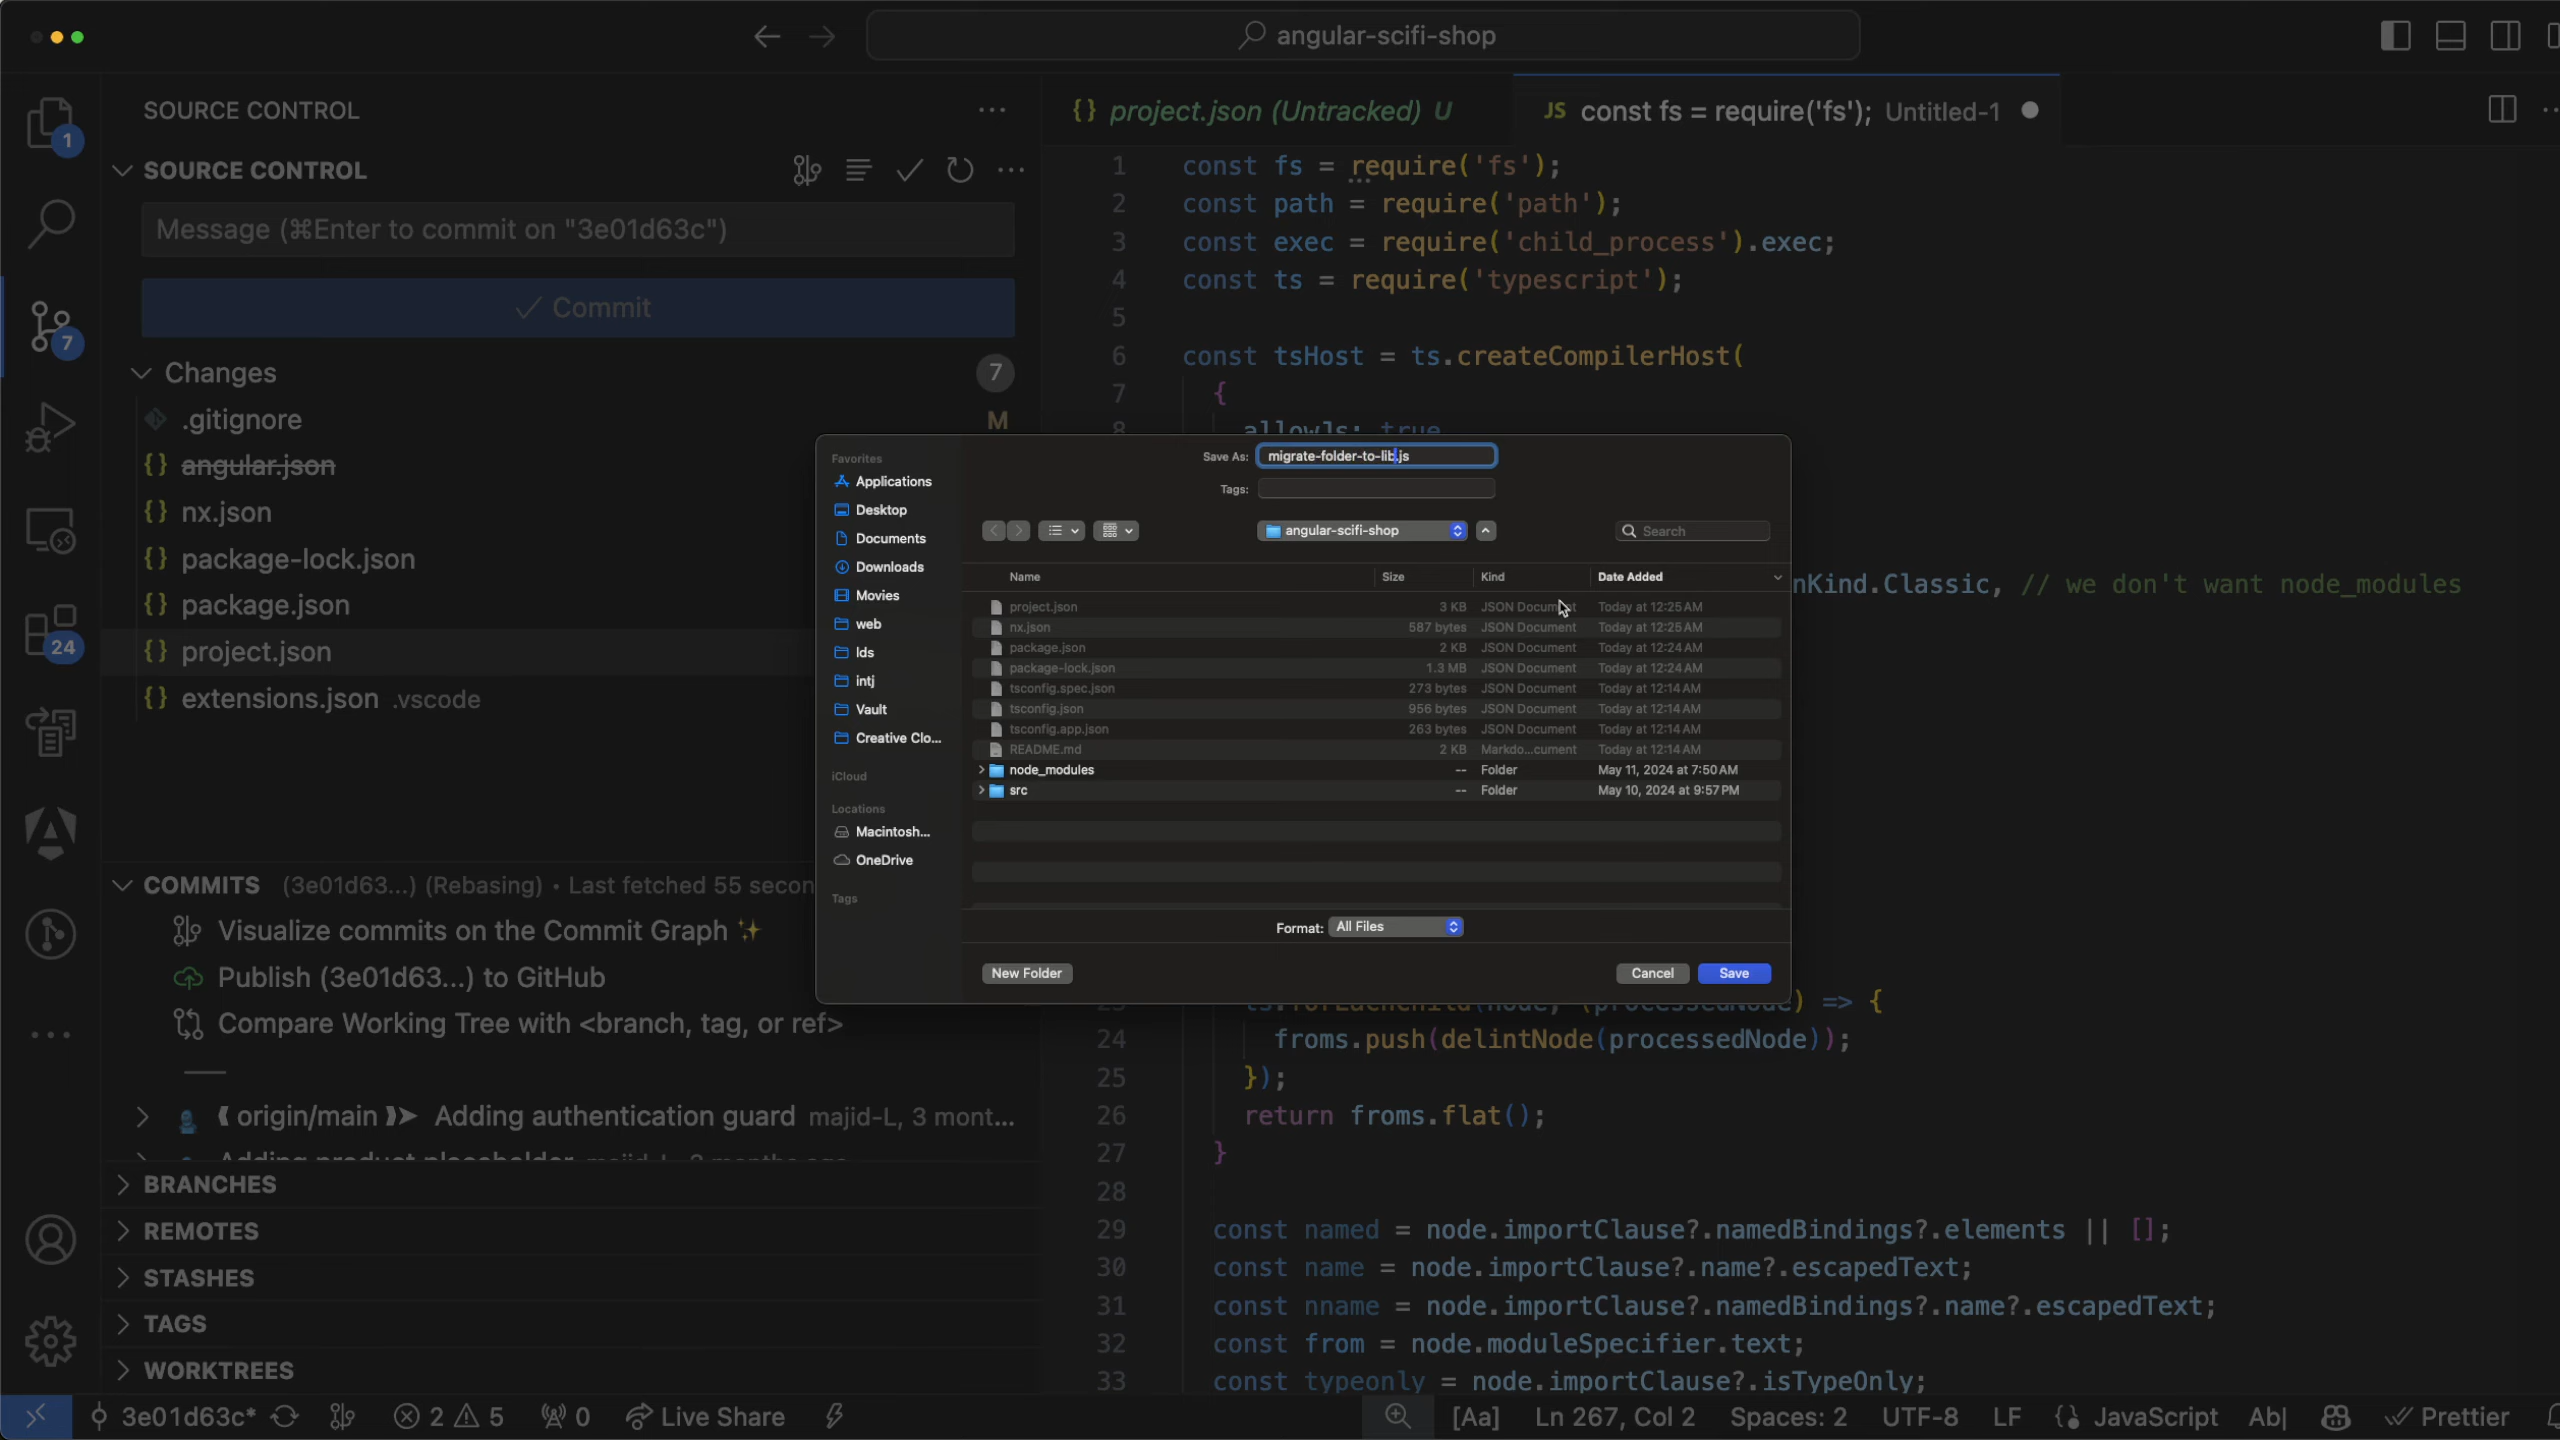 angular-scifi-shop
SOURCE CONTROL
{} project.json (Untracked) U
JS const fs = require('fs'); Untitled-1
1
SOURCE CONTROL
Message (⌘Enter to commit on "3e01d63c")
Commit
7
Changes 7
.gitignore M
{} angular.json
{} nx.json
{} package-lock.json
{} package.json
24
{} project.json
{} extensions.json .vscode
COMMITS (3e01d63...) (Rebasing) • Last fetched 55 secon
Visualize commits on the Commit Graph ✨
Publish (3e01d63...) to GitHub
Compare Working Tree with <branch, tag, or ref>
origin/main Adding authentication guard majid-L, 3 mont...
BRANCHES
REMOTES
STASHES
TAGS
WORKTREES
1 const fs = require('fs');
2 const path = require('path');
3 const exec = require('child_process').exec;
4 const ts = require('typescript');
5
6 const tsHost = ts.createCompilerHost(
7 {
8 allowJs: true
nKind.Classic, // we don't want node_modules
Favorites
Applications
Desktop
Documents
Downloads
Movies
web
lds
intj
Vault
Creative Clo...
iCloud
Locations
Macintosh...
OneDrive
Tags
Save As: migrate-folder-to-lib.js
Tags:
angular-scifi-shop
Search
Name Size Kind Date Added
project.json 3 KB JSON Document Today at 12:25 AM
nx.json 587 bytes JSON Document Today at 12:25 AM
package.json 2 KB JSON Document Today at 12:24 AM
package-lock.json 1.3 MB JSON Document Today at 12:24 AM
tsconfig.spec.json 273 bytes JSON Document Today at 12:14 AM
tsconfig.json 956 bytes JSON Document Today at 12:14 AM
tsconfig.app.json 263 bytes JSON Document Today at 12:14 AM
README.md 2 KB Markdo...cument Today at 12:14 AM
node_modules -- Folder May 11, 2024 at 7:50 AM
src -- Folder May 10, 2024 at 9:57 PM
Format: All Files
New Folder Cancel Save
23 ts.forEachChild(node, (processedNode) => {
24 froms.push(delintNode(processedNode));
25 });
26 return froms.flat();
27 }
28
29 const named = node.importClause?.namedBindings?.elements || [];
30 const name = node.importClause?.name?.escapedText;
31 const nname = node.importClause?.namedBindings?.name?.escapedText;
32 const from = node.moduleSpecifier.text;
33 const typeonly = node.importClause?.isTypeOnly;
3e01d63c* 2 5 0 Live Share [Aa] Ln 267, Col 2 Spaces: 2 UTF-8 LF JavaScript Ab| Prettier